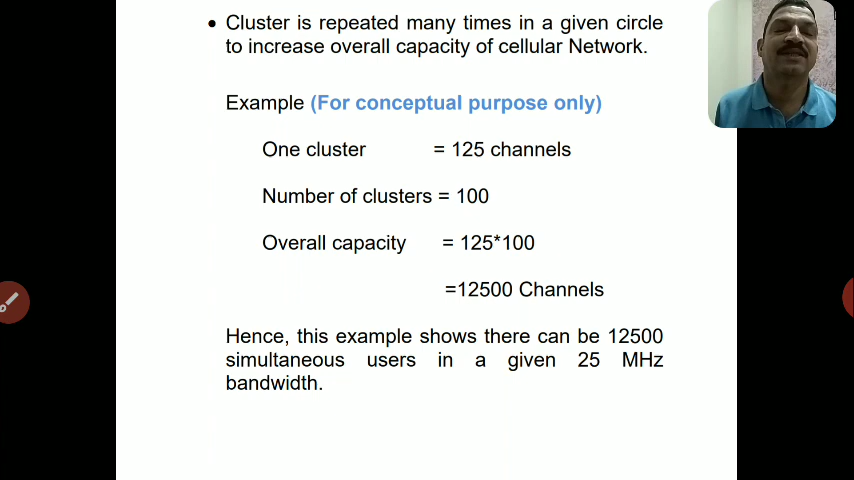 • Cluster is repeated many times in a given circle
to increase overall capacity of cellular Network.
Example (For conceptual purpose only)
One cluster = 125 channels
Number of clusters = 100
Overall capacity = 125*100
=12500 Channels
Hence, this example shows there can be 12500
simultaneous users in a given 25 MHz
bandwidth.